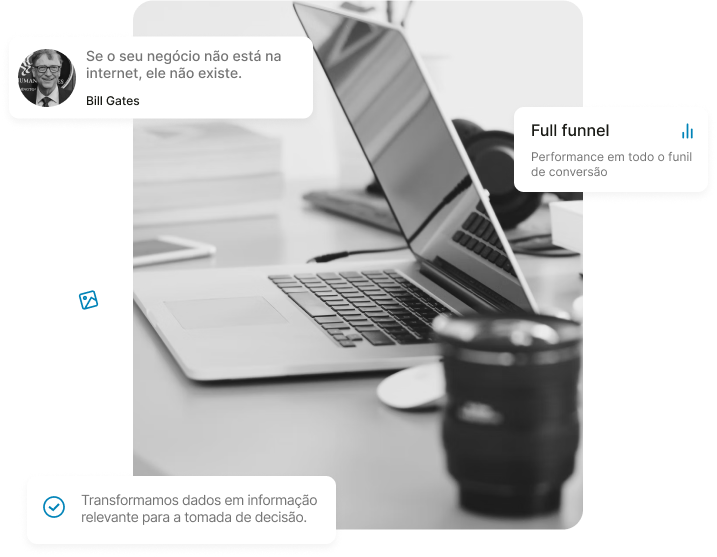 Se o seu negócio não está na
internet, ele não existe.
Bill Gates
Full funnel
Performance em todo o funil
de conversão
Transformamos dados em informação
relevante para a tomada de decisão.